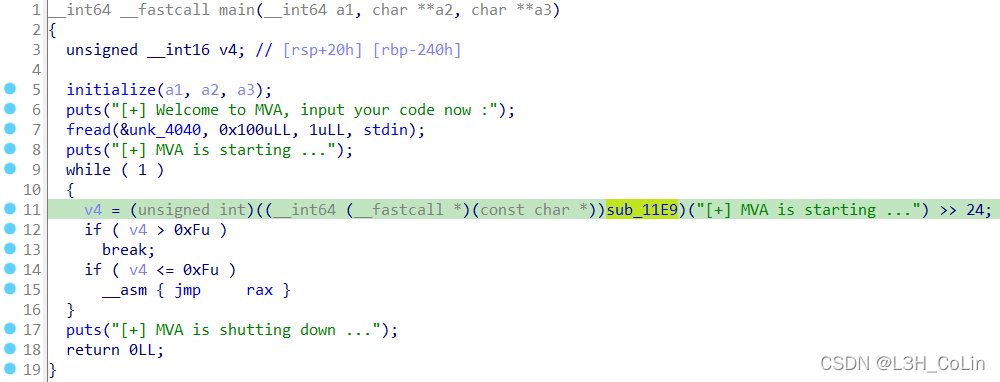 1 __int64 __fastcall main(__int64 a1, char **a2, char **a3)
2 {
3 unsigned __int16 v4; // [rsp+20h] [rbp-240h]
4
5 initialize(a1, a2, a3);
6 puts("[+] Welcome to MVA, input your code now :");
7 fread(&unk_4040, 0x100uLL, 1uLL, stdin);
8 puts("[+] MVA is starting ...");
9 while ( 1 )
10 {
11 v4 = (unsigned int)((__int64 (__fastcall *)(const char *))sub_11E9)("[+] MVA is starting ...") >> 24;
12 if ( v4 > 0xFu )
13 break;
14 if ( v4 <= 0xFu )
15 __asm { jmp rax }
16 }
17 puts("[+] MVA is shutting down ...");
18 return 0LL;
19 }
CSDN @L3H_CoLin